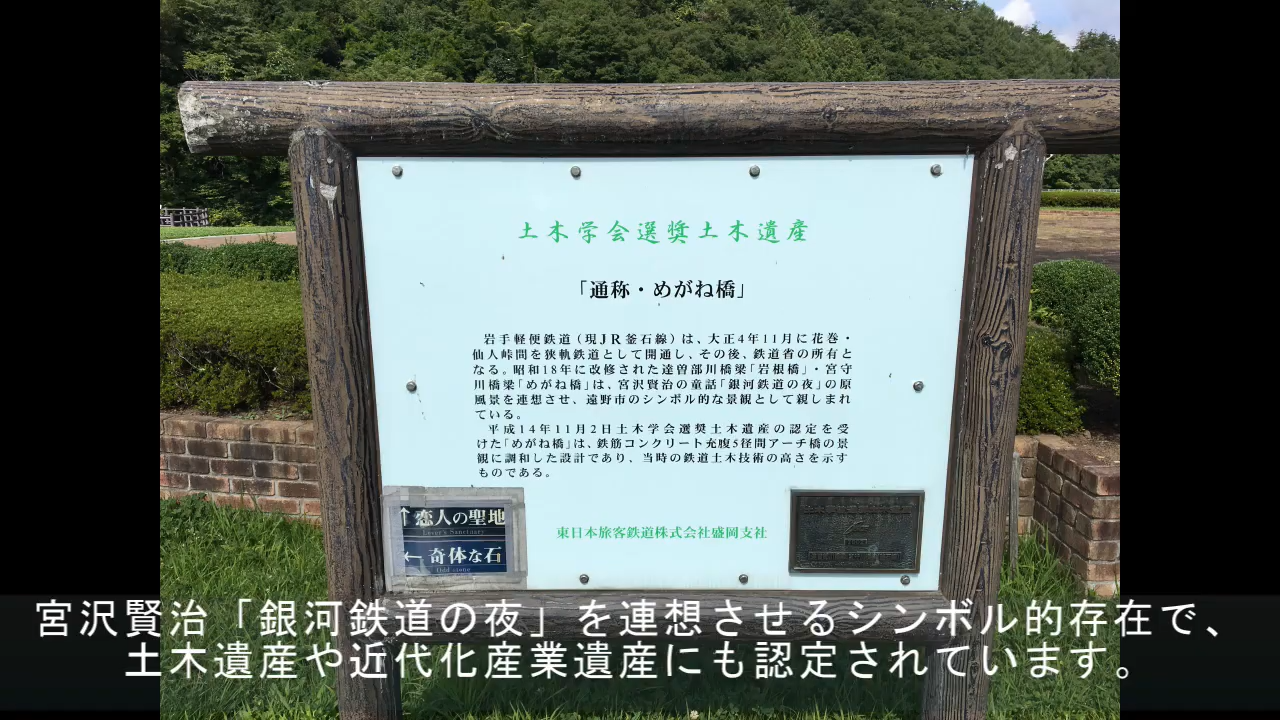 土木学会選奨土木遺産
「通称・めがね橋」
岩手軽便鉄道(現JR釜石線)は、大正4年11月に花巻・
仙人峠間を狭軌鉄道として開通し、その後、鉄道省の所有と
なる。昭和18年に改修された達曽部川橋梁「岩根橋」・宮守
川橋梁「めがね橋」は、宮沢賢治の童話「銀河鉄道の夜」の原
風景を連想させ、遠野市のシンボル的な景観として親しまれ
ている。
平成14年11月2日土木学会選奨土木遺産の認定を受
けた「めがね橋」は、鉄筋コンクリート充腹5径間アーチ橋の景
観に調和した設計であり、当時の鉄道土木技術の高さを示す
ものである。
↑恋人の聖地
Lover's Sanctuary
←奇体な石
Odd stone
東日本旅客鉄道株式会社盛岡支社
宮沢賢治「銀河鉄道の夜」を連想させるシンボル的存在で、
土木遺産や近代化産業遺産にも認定されています。